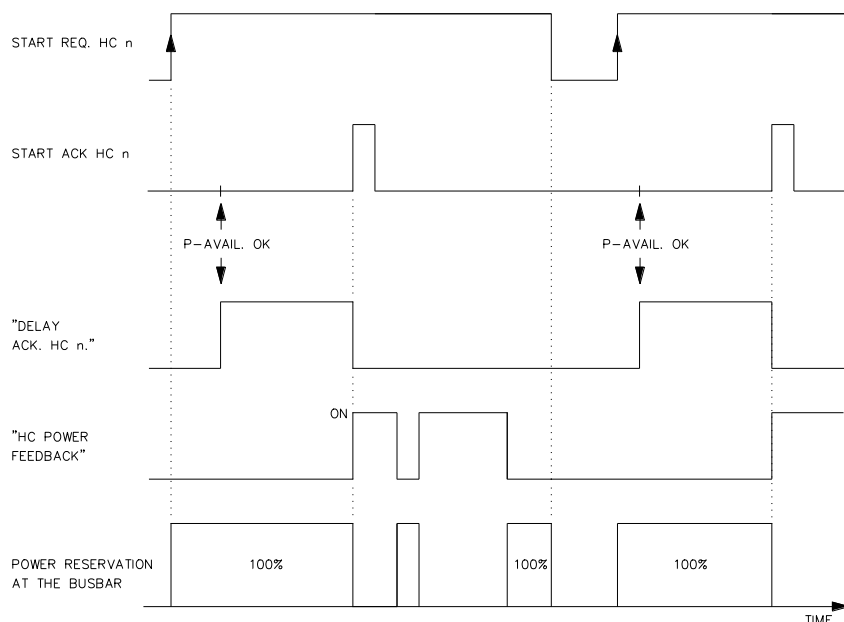 START REQ. HC n
START ACK HC n
P-AVAIL. OK
P-AVAIL. OK
"DELAY
ACK. HC n."
ON
"HC POWER
FEEDBACK"
POWER RESERVATION
AT THE BUSBAR
100%
100%
100%
TIME